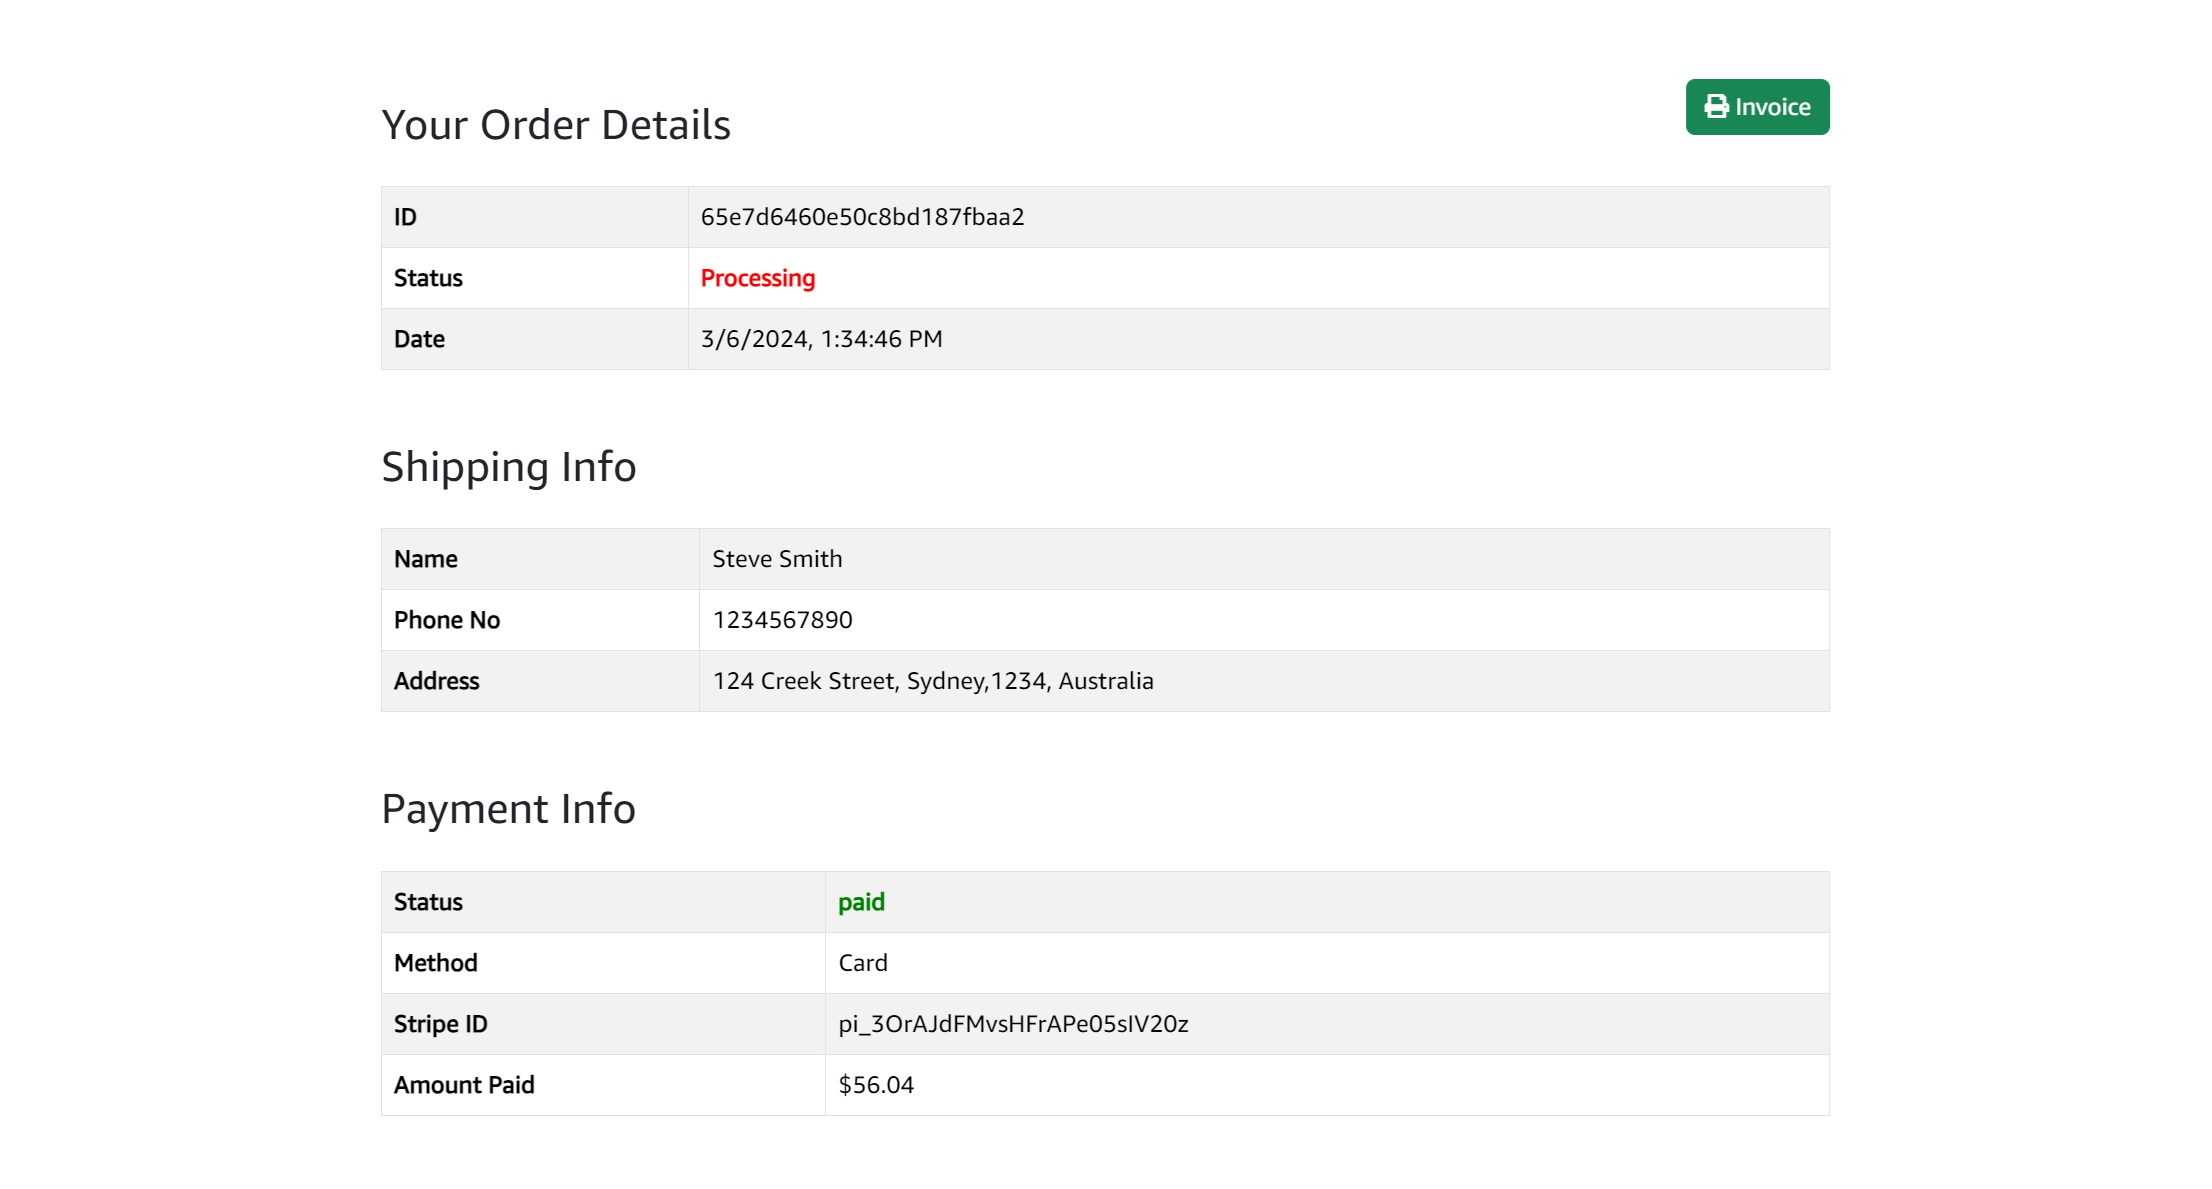 Invoice
Your Order Details
ID 65e7d6460e50c8bd187fbaa2
Status Processing
Date 3/6/2024, 1:34:46 PM
Shipping Info
Name Steve Smith
Phone No 1234567890
Address 124 Creek Street, Sydney,1234, Australia
Payment Info
Status paid
Method Card
Stripe ID pi_3OrAJdFMvsHFrAPe05sIV20z
Amount Paid $56.04